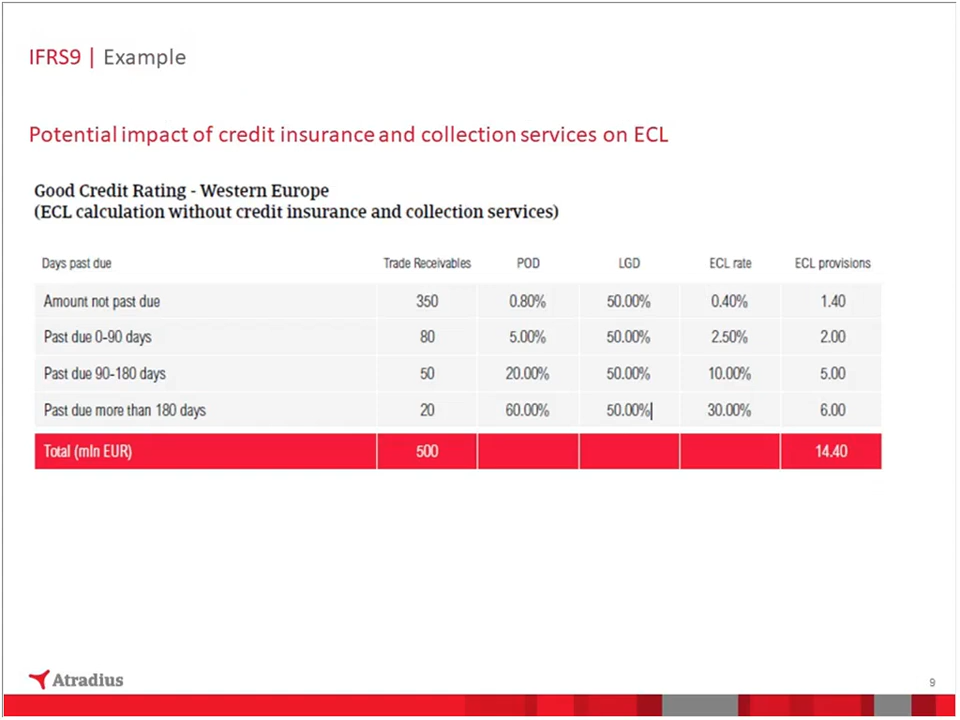 IFRS9 | Example
Potential impact of credit insurance and collection services on ECL
Good Credit Rating - Western Europe
(ECL calculation without credit insurance and collection services)
Days past due Trade Receivables POD LGD ECL rate ECL provisions
Amount not past due 350 0.80% 50.00% 0.40% 1.40
Past due 0-90 days 80 5.00% 50.00% 2.50% 2.00
Past due 90-180 days 50 20.00% 50.00% 10.00% 5.00
Past due more than 180 days 20 60.00% 50.00% 30.00% 6.00
Total (mln EUR) 500 14.40
Atradius
9